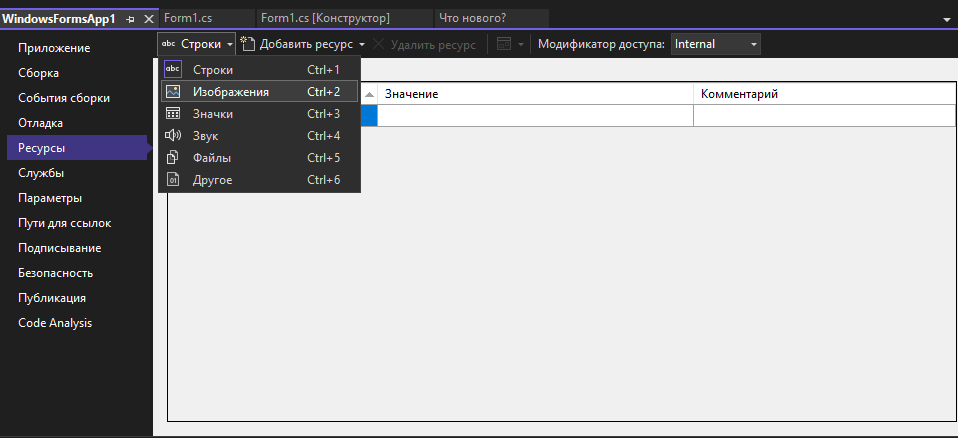 WindowsFormsApp1 Form1.cs Form1.cs [Конструктор] Что нового?
Приложение
Сборка
События сборки
Отладка
Ресурсы
Службы
Параметры
Пути для ссылок
Подписывание
Безопасность
Публикация
Code Analysis
abc Строки Добавить ресурс Удалить ресурс Модификатор доступа: Internal
abc Строки Ctrl+1
Изображения Ctrl+2
Значки Ctrl+3
Звук Ctrl+4
Файлы Ctrl+5
01 Другое Ctrl+6
Значение Комментарий